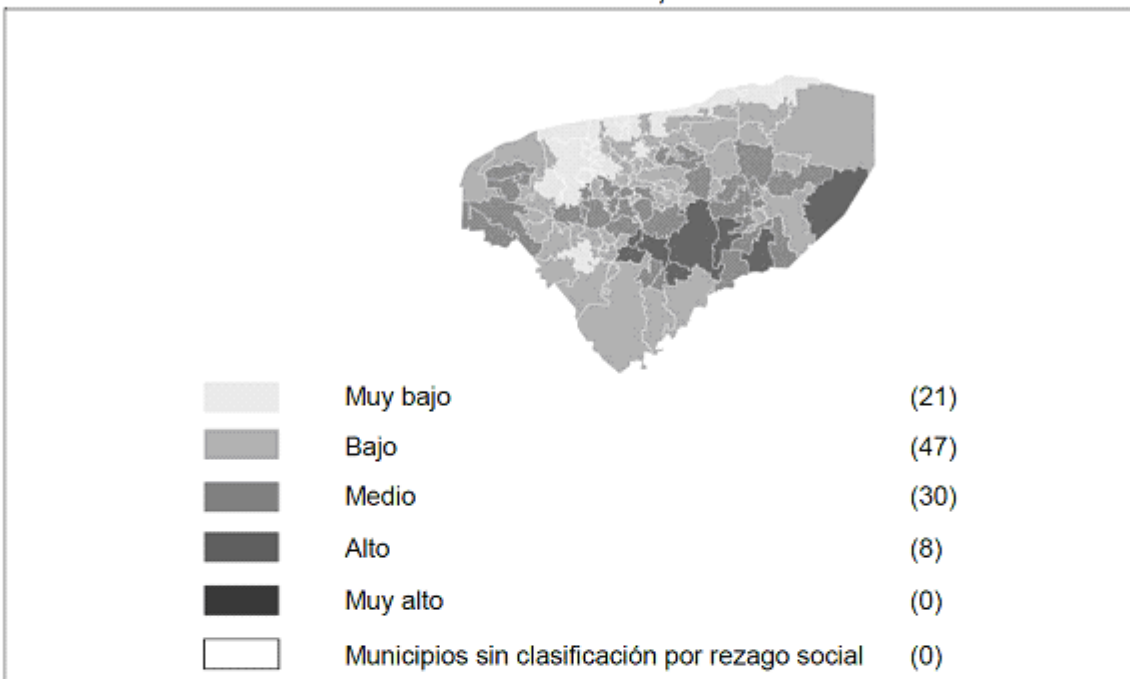 Muy bajo (21)
Bajo (47)
Medio (30)
Alto (8)
Muy alto (0)
Municipios sin clasificación por rezago social (0)